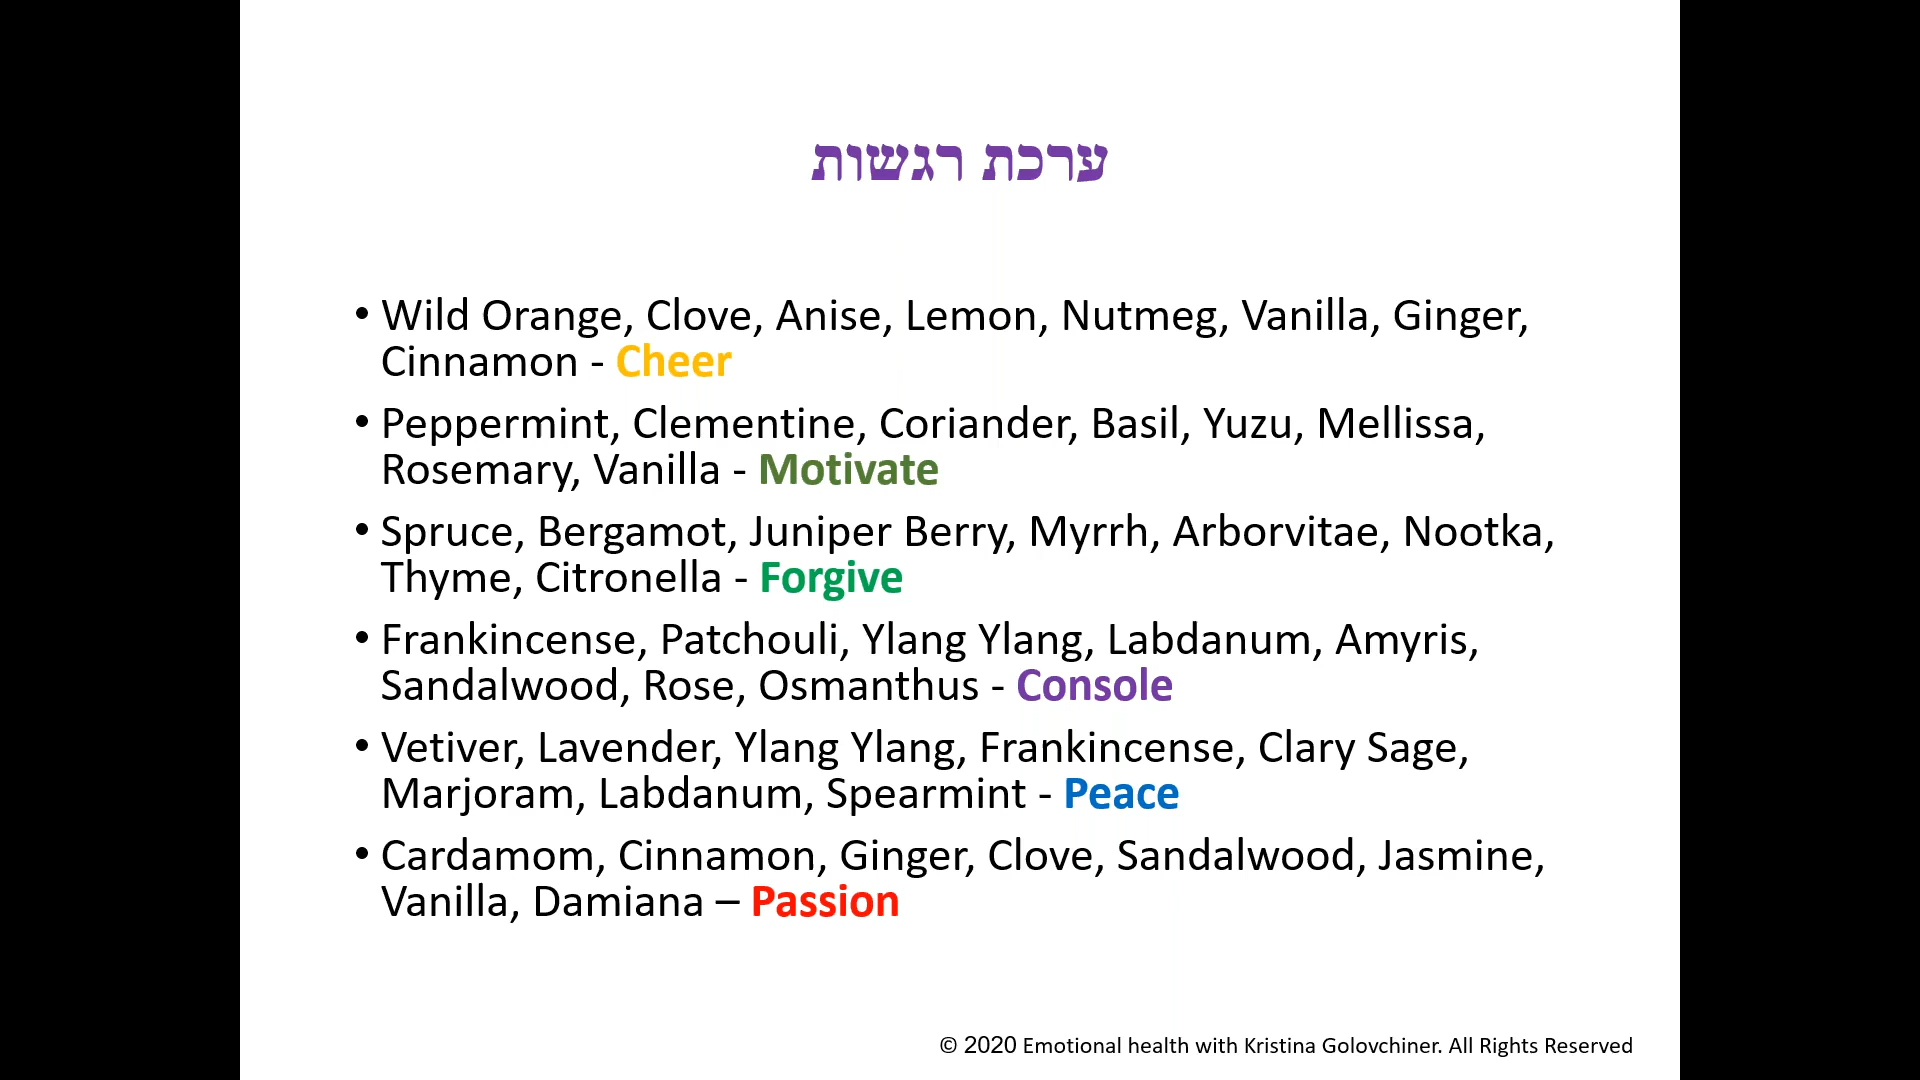 ערכת רגשות
• Wild Orange, Clove, Anise, Lemon, Nutmeg, Vanilla, Ginger,
Cinnamon - Cheer
• Peppermint, Clementine, Coriander, Basil, Yuzu, Mellissa,
Rosemary, Vanilla - Motivate
• Spruce, Bergamot, Juniper Berry, Myrrh, Arborvitae, Nootka,
Thyme, Citronella - Forgive
• Frankincense, Patchouli, Ylang Ylang, Labdanum, Amyris,
Sandalwood, Rose, Osmanthus - Console
• Vetiver, Lavender, Ylang Ylang, Frankincense, Clary Sage,
Marjoram, Labdanum, Spearmint - Peace
• Cardamom, Cinnamon, Ginger, Clove, Sandalwood, Jasmine,
Vanilla, Damiana – Passion
© 2020 Emotional health with Kristina Golovchiner. All Rights Reserved